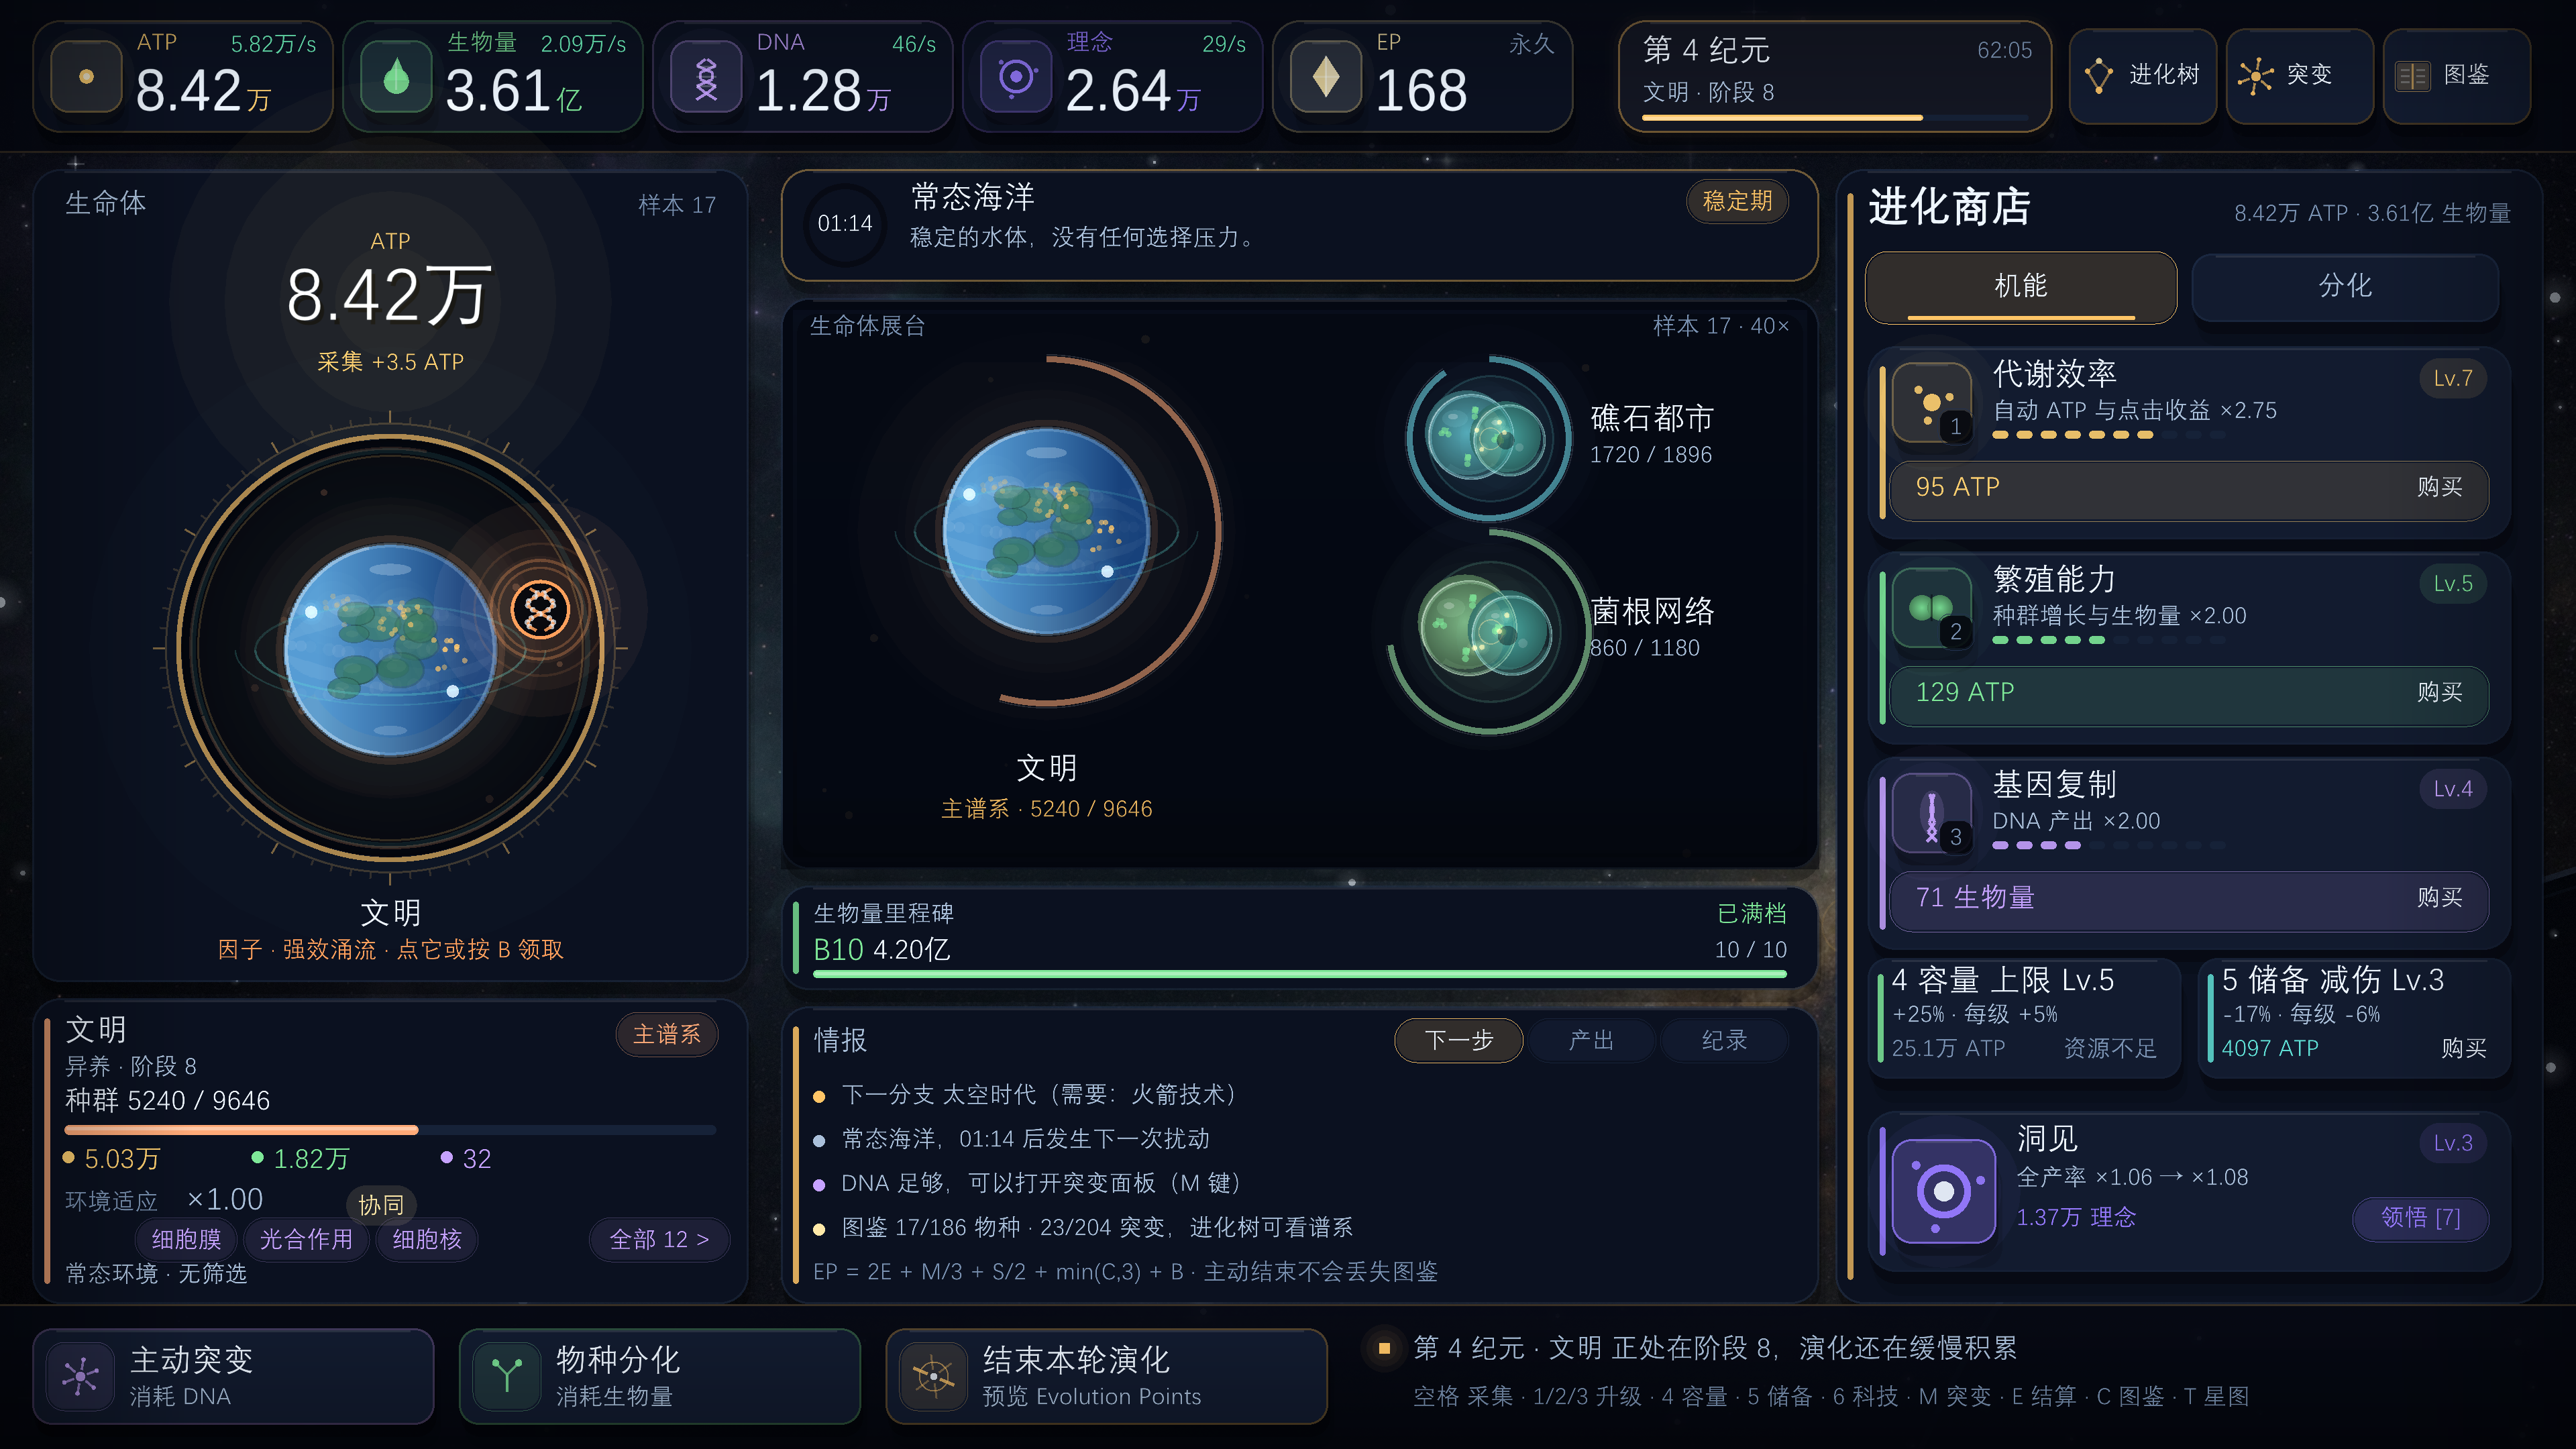 ATP 5.82万/s
8.42万
生物量 2.09万/s
3.61亿
DNA 46/s
1.28万
理念 29/s
2.64万
EP 永久
168
第 4 纪元 62:05
文明 · 阶段 8
进化树
突变
图鉴
生命体 样本 17
ATP
8.42万
采集 +3.5 ATP
文明
因子 · 强效涌流 · 点它或按 B 领取
文明 主谱系
异养 · 阶段 8
种群 5240 / 9646
5.03万 1.82万 32
环境适应 ×1.00 协同
细胞膜 光合作用 细胞核 全部 12 >
常态环境 · 无筛选
01:14
常态海洋 稳定期
稳定的水体，没有任何选择压力。
生命体展台 样本 17 · 40×
礁石都市
1720 / 1896
菌根网络
860 / 1180
文明
主谱系 · 5240 / 9646
生物量里程碑 已满档
B10 4.20亿 10 / 10
情报 下一步 产出 纪录
下一分支 太空时代（需要：火箭技术）
常态海洋，01:14 后发生下一次扰动
DNA 足够，可以打开突变面板（M 键）
图鉴 17/186 物种 · 23/204 突变，进化树可看谱系
EP = 2E + M/3 + S/2 + min(C,3) + B · 主动结束不会丢失图鉴
进化商店 8.42万 ATP · 3.61亿 生物量
机能 分化
代谢效率 Lv.7
自动 ATP 与点击收益 ×2.75
1
95 ATP 购买
繁殖能力 Lv.5
种群增长与生物量 ×2.00
2
129 ATP 购买
基因复制 Lv.4
DNA 产出 ×2.00
3
71 生物量 购买
4 容量 上限 Lv.5
+25% · 每级 +5%
25.1万 ATP 资源不足
5 储备 减伤 Lv.3
-17% · 每级 -6%
4097 ATP 购买
洞见 Lv.3
全产率 ×1.06 → ×1.08
1.37万 理念 领悟 [7]
主动突变
消耗 DNA
物种分化
消耗生物量
结束本轮演化
预览 Evolution Points
第 4 纪元 · 文明 正处在阶段 8，演化还在缓慢积累
空格 采集 · 1/2/3 升级 · 4 容量 · 5 储备 · 6 科技 · M 突变 · E 结算 · C 图鉴 · T 星图